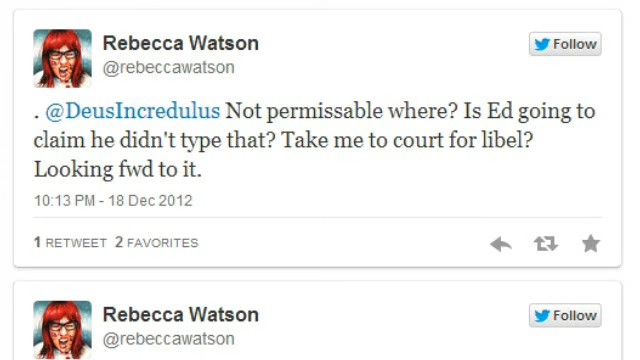 Rebecca Watson
Follow
@rebeccawatson
. @DeusIncredulus Not permissable where? Is Ed going to
claim he didn't type that? Take me to court for libel?
Looking fwd to it.
10:13 PM - 18 Dec 2012
1 RETWEET 2 FAVORITES
Rebecca Watson
Follow
@rebeccawatson